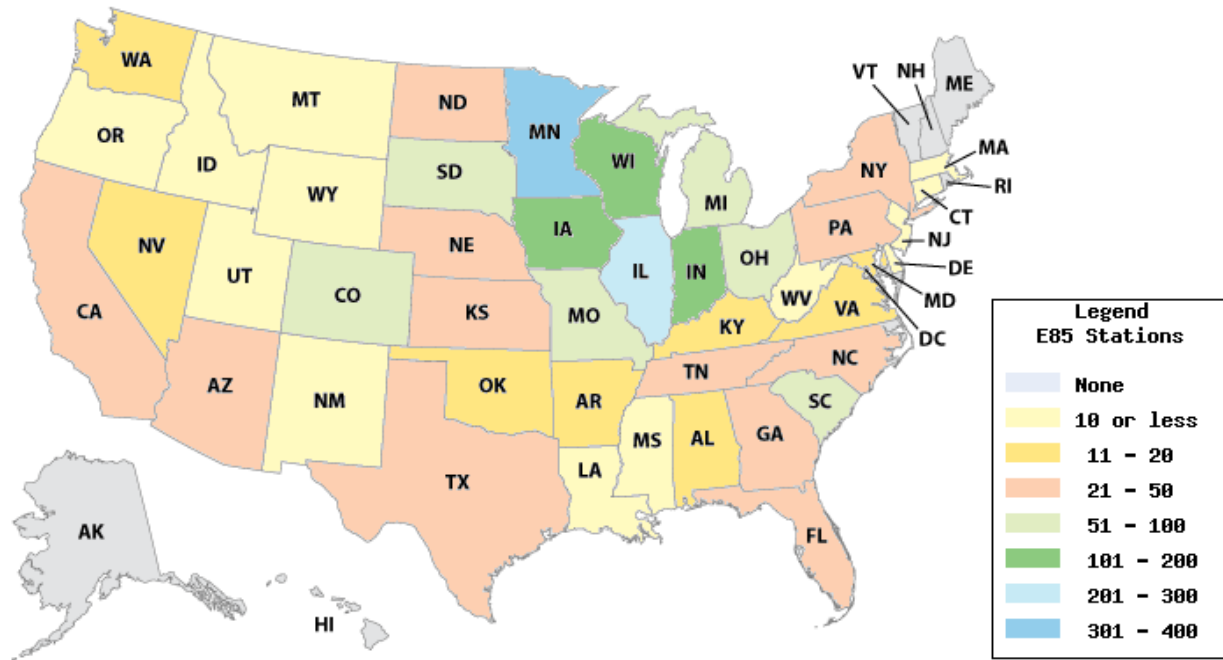 WA
VT NH ME
MT ND
OR MN
MA
ID WI NY
SD RI
WY MI
CT
IA PA
NV NE NJ
IL IN OH
UT DE
CO WV
MD
CA KS MO VA
KY
DC
NC
TN
AZ OK
NM AR SC
MS AL GA
LA
TX
AK FL
HI
Legend
E85 Stations
None
10 or less
11 - 20
21 - 50
51 - 100
101 - 200
201 - 300
301 - 400